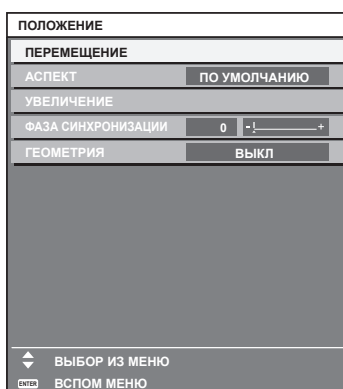 ПОЛОЖЕНИЕ
ПЕРЕМЕЩЕНИЕ
АСПЕКТ ПО УМОЛЧАНИЮ
УВЕЛИЧЕНИЕ
ФАЗА СИНХРОНИЗАЦИИ 0 - +
ГЕОМЕТРИЯ ВЫКЛ
ВЫБОР ИЗ МЕНЮ
ENTER ВСПОМ МЕНЮ